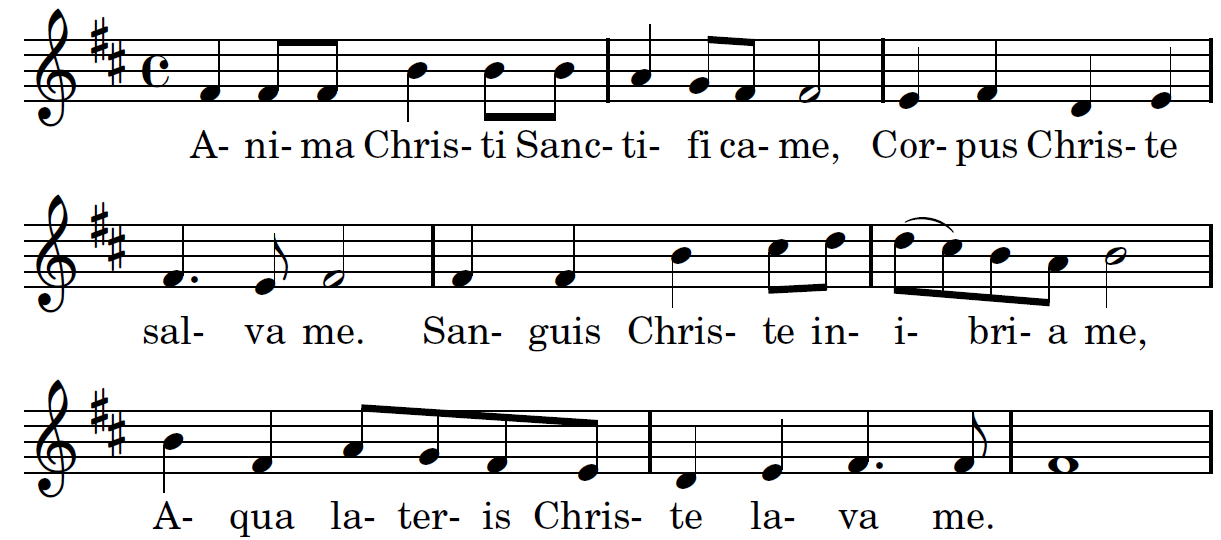 A- ni- ma Chris- ti Sanc- ti- fi ca- me, Cor- pus Chris- te
sal- va me. San- guis Chris- te in- i- bri- a me,
A- qua la- ter- is Chris- te la- va me.